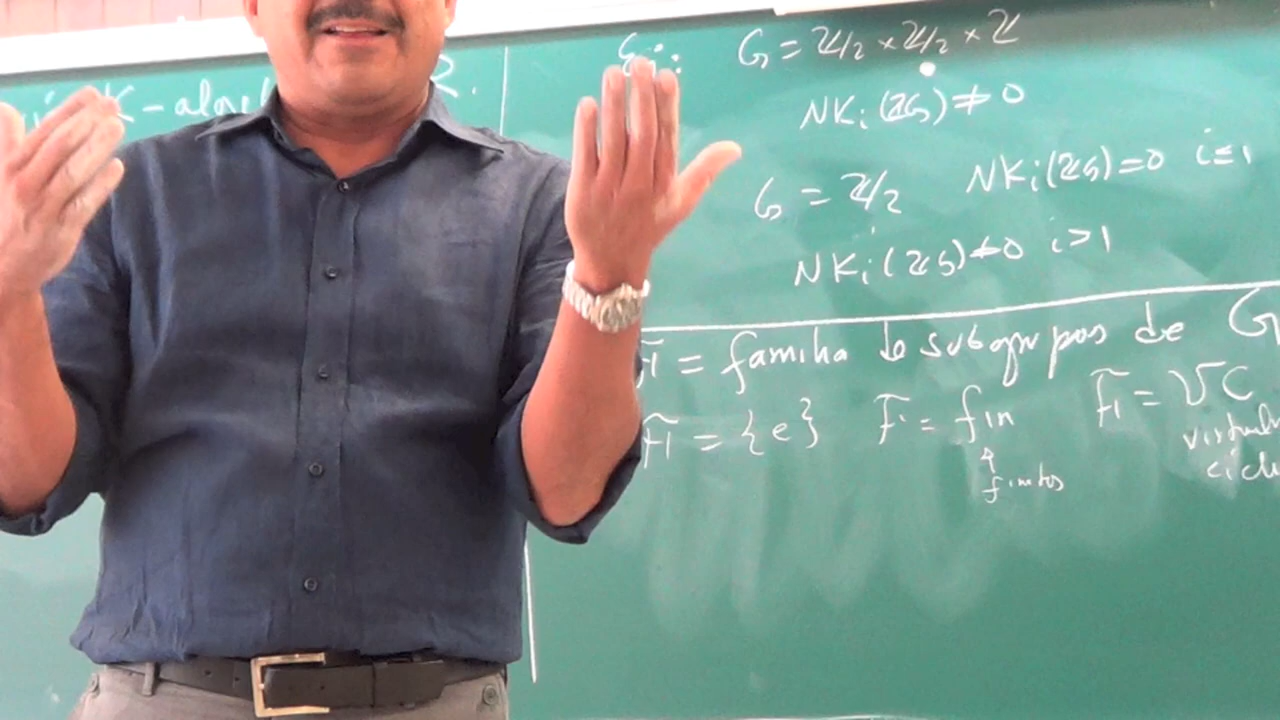 K-
R.
Ej: G = ℤ/2 × ℤ/2 × ℤ
NKᵢ(ℤG) ≠ 0
G = ℤ/2 NKᵢ(ℤG) = 0 i ≤ 1
NKᵢ(ℤG) ≠ 0 i > 1
= familia de subgrupos de G
F = {e} F = fin F = VC
↑
finitos